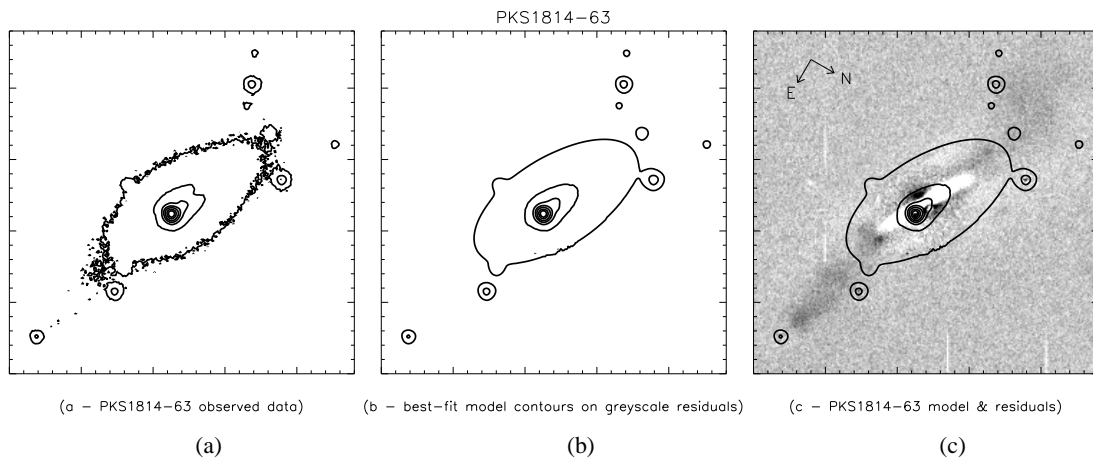 PKS1814−63
E
N
(a − PKS1814−63 observed data)
(b − best−fit model contours on greyscale residuals)
(c − PKS1814−63 model & residuals)
(a)
(b)
(c)